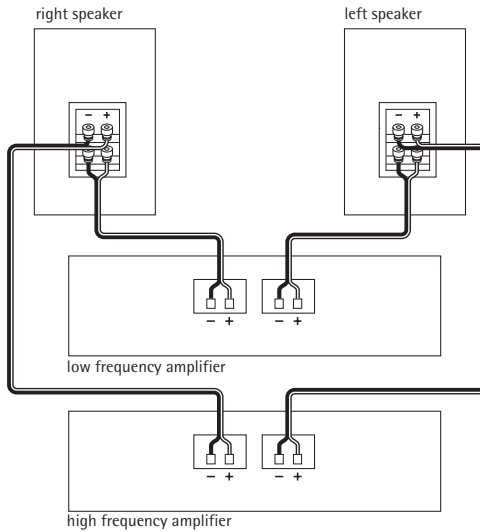 right speaker
left speaker
− +
− +
− + − +
low frequency amplifier
− + − +
high frequency amplifier